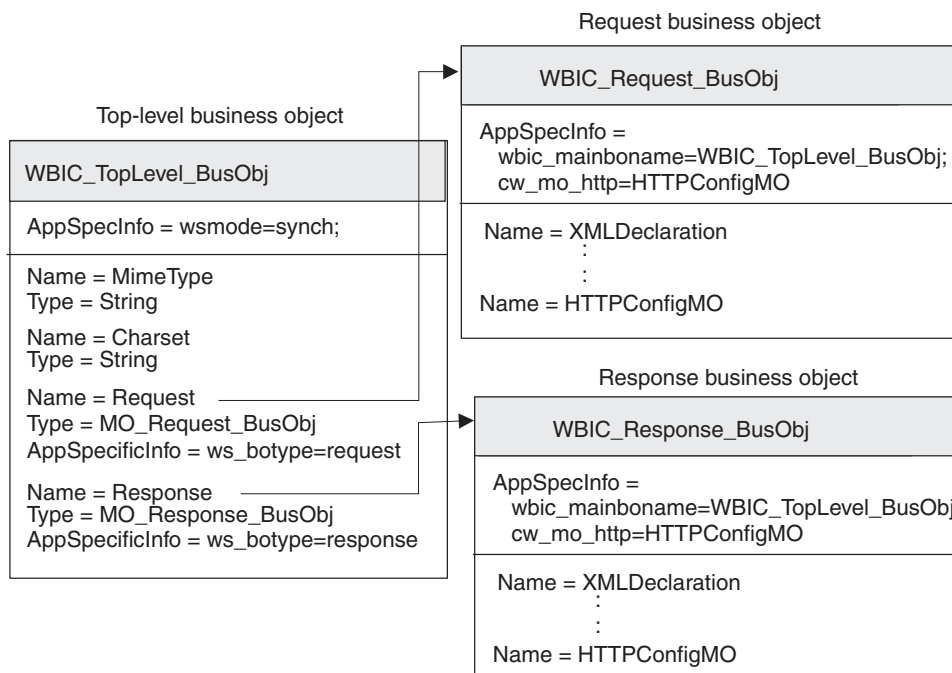 Top-level business object
WBIC_TopLevel_BusObj
AppSpecInfo = wsmode=synch;
Name = MimeType
Type = String
Name = Charset
Type = String
Name = Request
Type = MO_Request_BusObj
AppSpecificInfo = ws_botype=request
Name = Response
Type = MO_Response_BusObj
AppSpecificInfo = ws_botype=response
Request business object
WBIC_Request_BusObj
AppSpecInfo =
wbic_mainboname=WBIC_TopLevel_BusObj;
cw_mo_http=HTTPConfigMO
Name = XMLDeclaration
:
:
Name = HTTPConfigMO
Response business object
WBIC_Response_BusObj
AppSpecInfo =
wbic_mainboname=WBIC_TopLevel_BusObj
cw_mo_http=HTTPConfigMO
Name = XMLDeclaration
:
:
Name = HTTPConfigMO